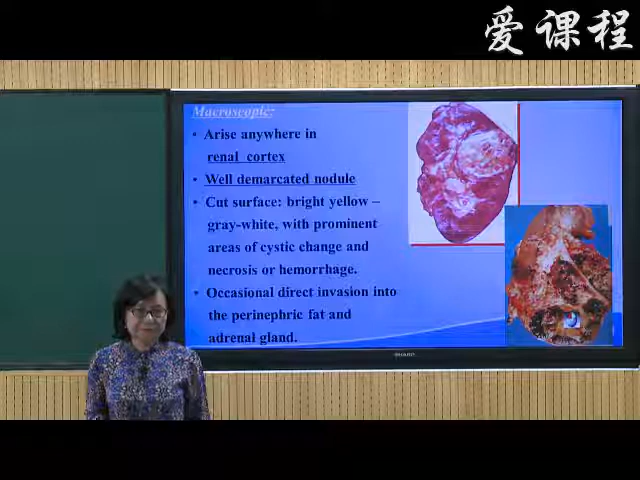 爱课程
Macroscopic:
• Arise anywhere in
renal cortex
• Well demarcated nodule
• Cut surface: bright yellow –
gray-white, with prominent
areas of cystic change and
necrosis or hemorrhage.
• Occasional direct invasion into
the perinephric fat and
adrenal gland.